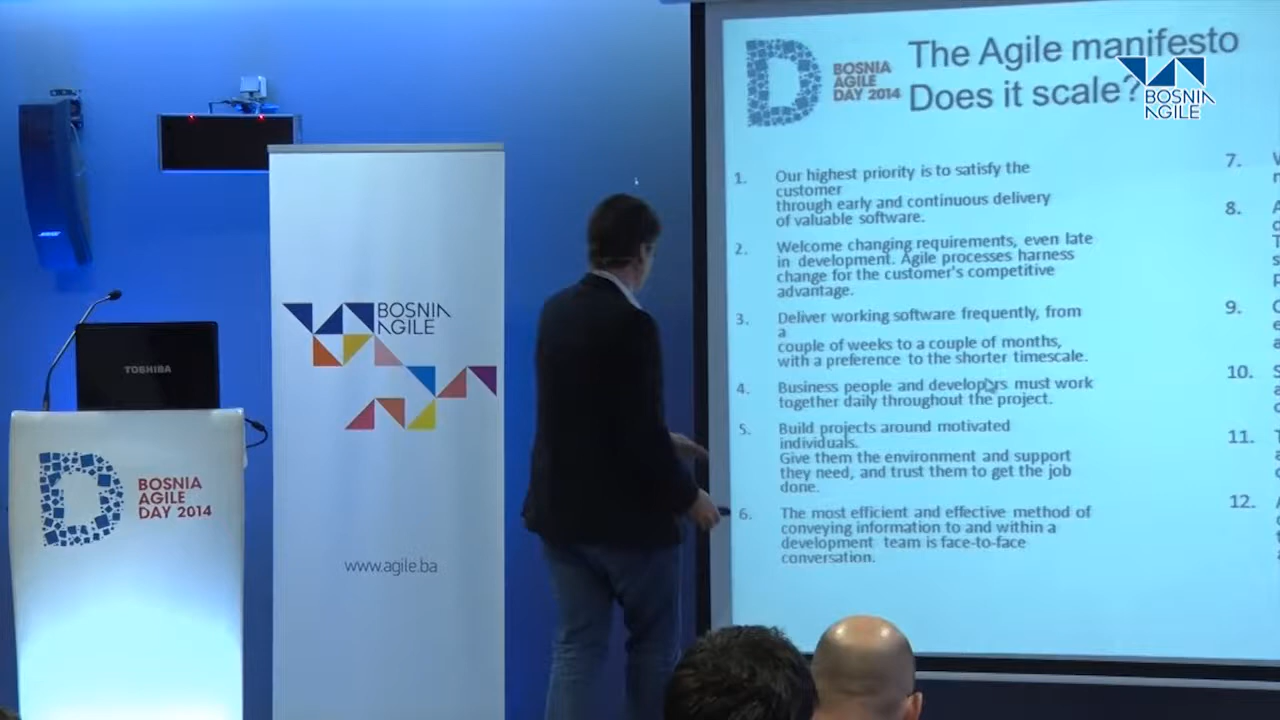 The Agile manifesto
Does it scale?
BOSNIA
AGILE
DAY 2014
BOSNIA
AGILE
1. Our highest priority is to satisfy the
customer
through early and continuous delivery
of valuable software.
2. Welcome changing requirements, even late
in development. Agile processes harness
change for the customer's competitive
advantage.
3. Deliver working software frequently, from
a
couple of weeks to a couple of months,
with a preference to the shorter timescale.
4. Business people and developers must work
together daily throughout the project.
5. Build projects around motivated
individuals.
Give them the environment and support
they need, and trust them to get the job
done.
6. The most efficient and effective method of
conveying information to and within a
development team is face-to-face
conversation.
7.
8.
9.
10.
11.
12.
BOSNIA
AGILE
www.agile.ba
TOSHIBA
BOSNIA
AGILE
DAY 2014